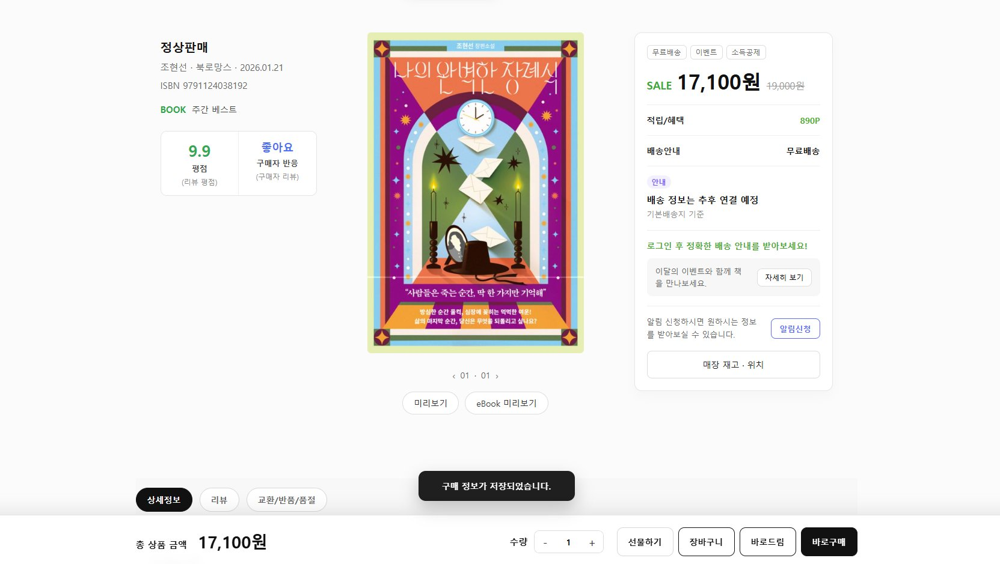 정상판매
조현선 · 북로망스 · 2026.01.21
ISBN 9791124038192
BOOK 주간 베스트
9.9
평점
(리뷰 평점)
좋아요
구매자 반응
(구매자 리뷰)
조현선 장편소설
나의 완벽한 장례식
“사람들은 죽는 순간, 딱 한 가지만 기억해”
방심한 순간 울컥, 심장에 꽂히는 먹먹한 여운!
삶의 마지막 순간, 당신은 무엇을 되돌리고 싶나요?
‹ 01 · 01 ›
미리보기
eBook 미리보기
무료배송
이벤트
소득공제
SALE 17,100원 19,000원
적립/혜택 890P
배송안내 무료배송
안내
배송 정보는 추후 연결 예정
기본배송지 기준
로그인 후 정확한 배송 안내를 받아보세요!
이달의 이벤트와 함께 책
을 만나보세요.
자세히 보기
알림 신청하시면 원하시는 정보
를 받아보실 수 있습니다.
알림신청
매장 재고 · 위치
구매 정보가 저장되었습니다.
상세정보
리뷰
교환/반품/품절
총 상품 금액 17,100원
수량 - 1 +
선물하기
장바구니
바로드림
바로구매